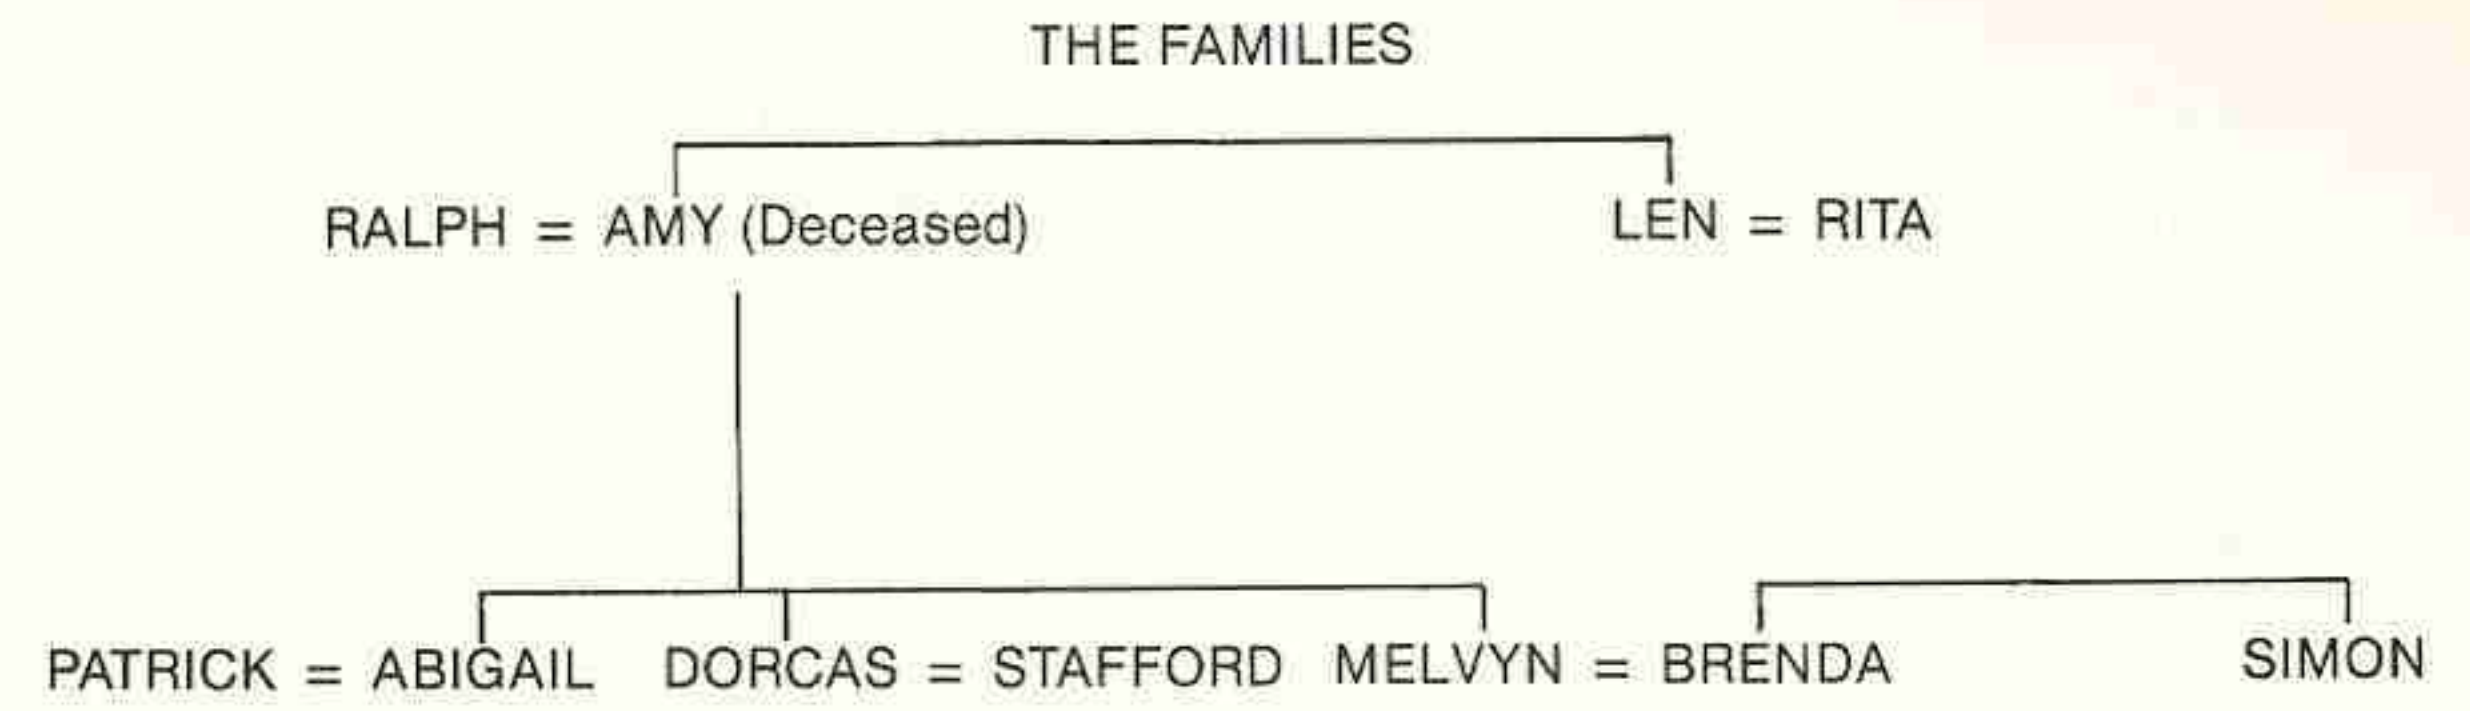 THE FAMILIES
RALPH = AMY (Deceased) LEN = RITA
PATRICK = ABIGAIL DORCAS = STAFFORD MELVYN = BRENDA SIMON